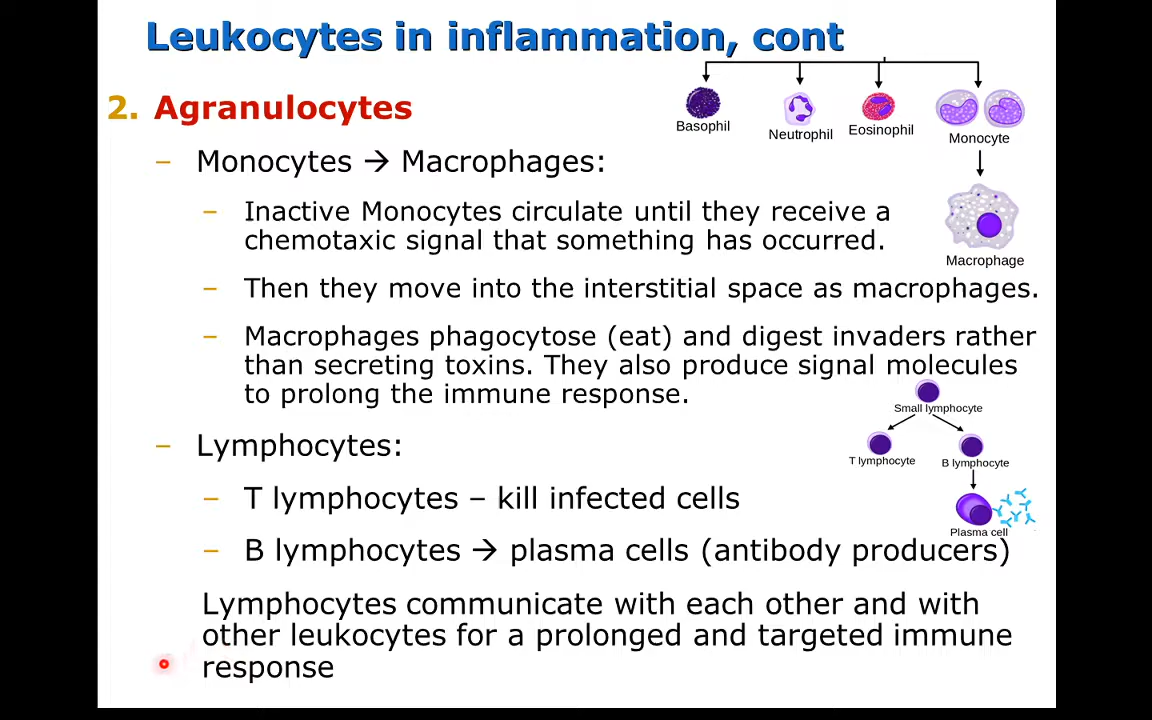 Leukocytes in inflammation, cont
2. Agranulocytes
Basophil
Neutrophil
Eosinophil
Monocyte
– Monocytes → Macrophages:
– Inactive Monocytes circulate until they receive a
chemotaxic signal that something has occurred.
Macrophage
– Then they move into the interstitial space as macrophages.
– Macrophages phagocytose (eat) and digest invaders rather
than secreting toxins. They also produce signal molecules
to prolong the immune response.
Small lymphocyte
– Lymphocytes:
T lymphocyte
B lymphocyte
– T lymphocytes – kill infected cells
Plasma cell
– B lymphocytes → plasma cells (antibody producers)
Lymphocytes communicate with each other and with
other leukocytes for a prolonged and targeted immune
response